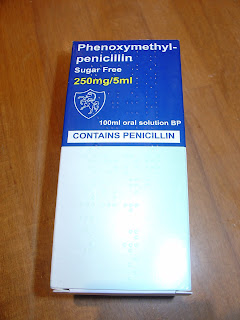 Phenoxymethyl-
penicillin
Sugar Free
250mg/5ml
100ml oral solution BP
CONTAINS PENICILLIN